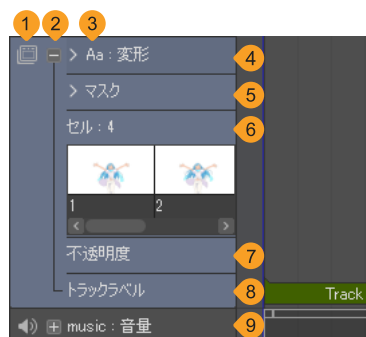 1 2 3
Aa : 変形 4
マスク 5
セル : 4 6
1 2
不透明度 7
トラックラベル 8
Track
music : 音量 9